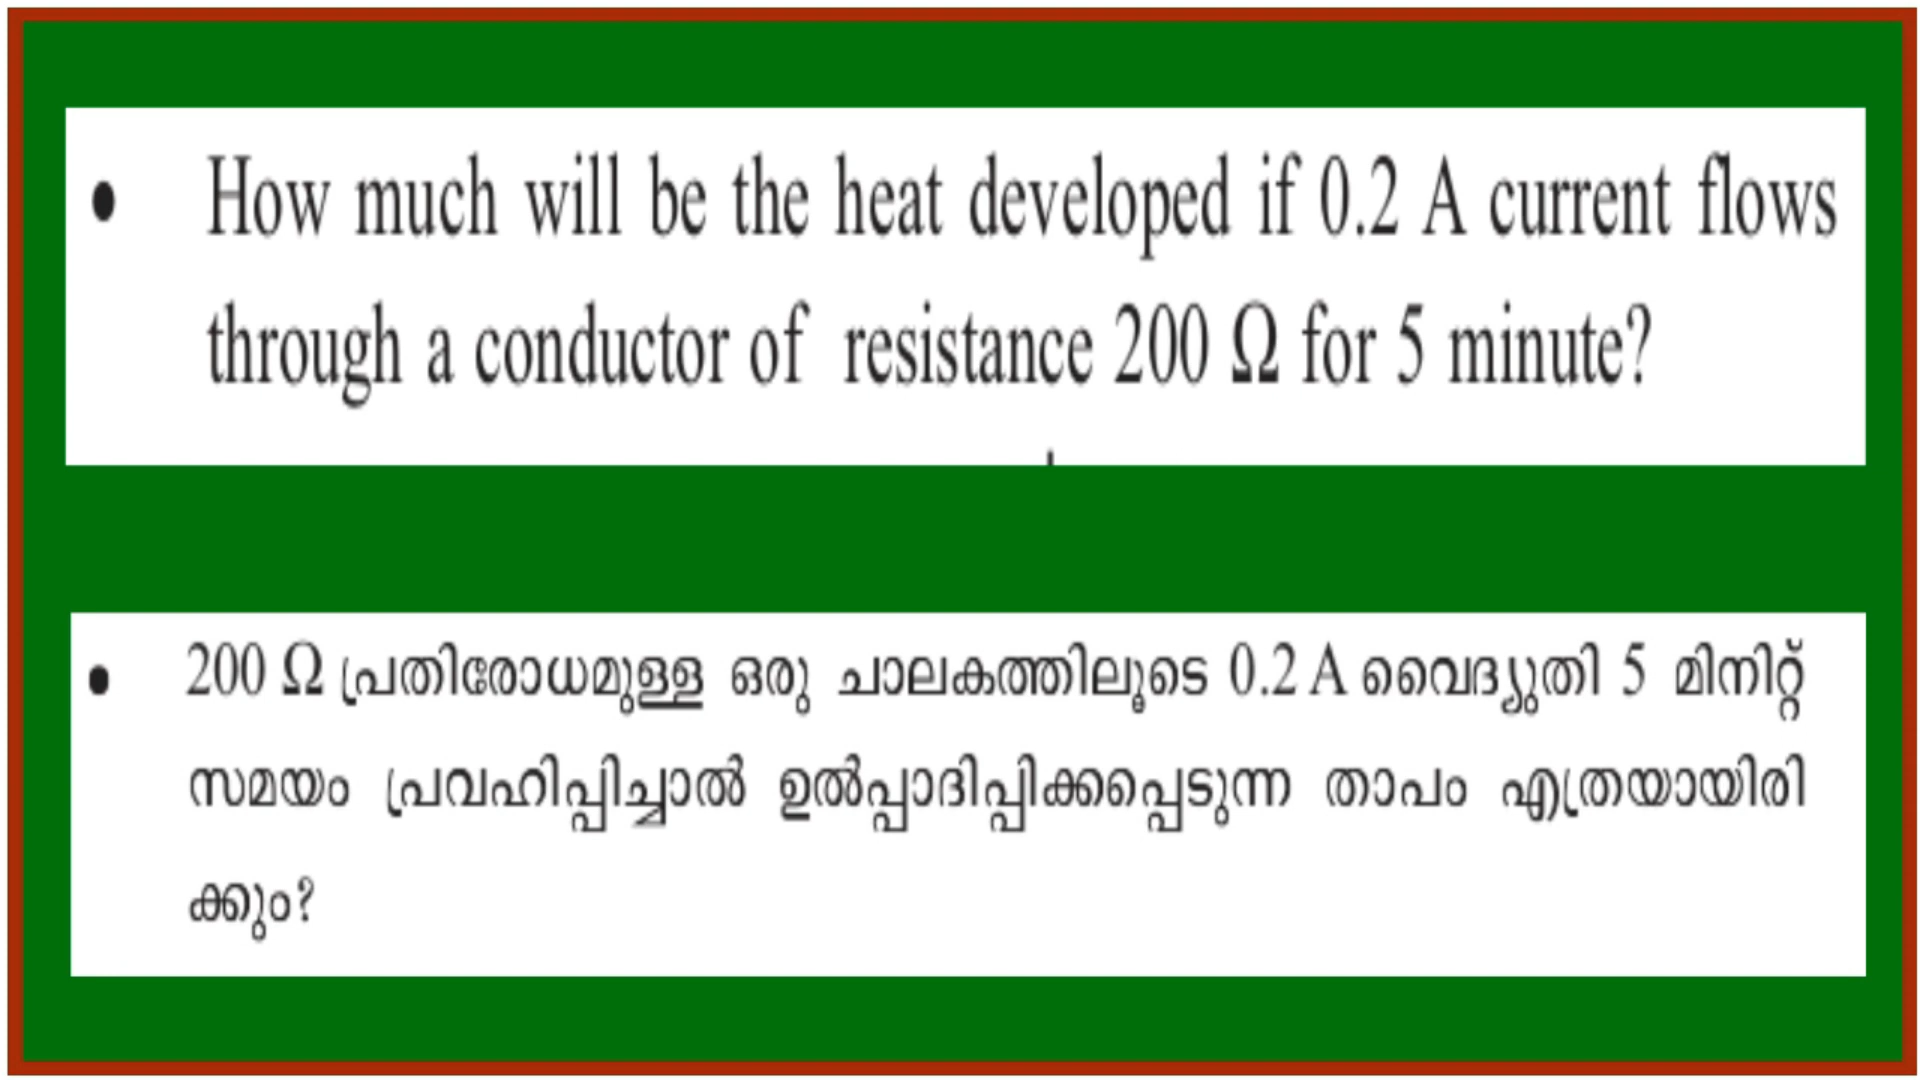 • How much will be the heat developed if 0.2 A current flows
through a conductor of resistance 200 Ω for 5 minute?
• 200 Ω പ്രതിരോധമുള്ള ഒരു ചാലകത്തിലൂടെ 0.2 A വൈദ്യുതി 5 മിനിറ്റ്
സമയം പ്രവഹിപ്പിച്ചാൽ ഉൽപ്പാദിപ്പിക്കപ്പെടുന്ന താപം എത്രയായിരി
ക്കും?